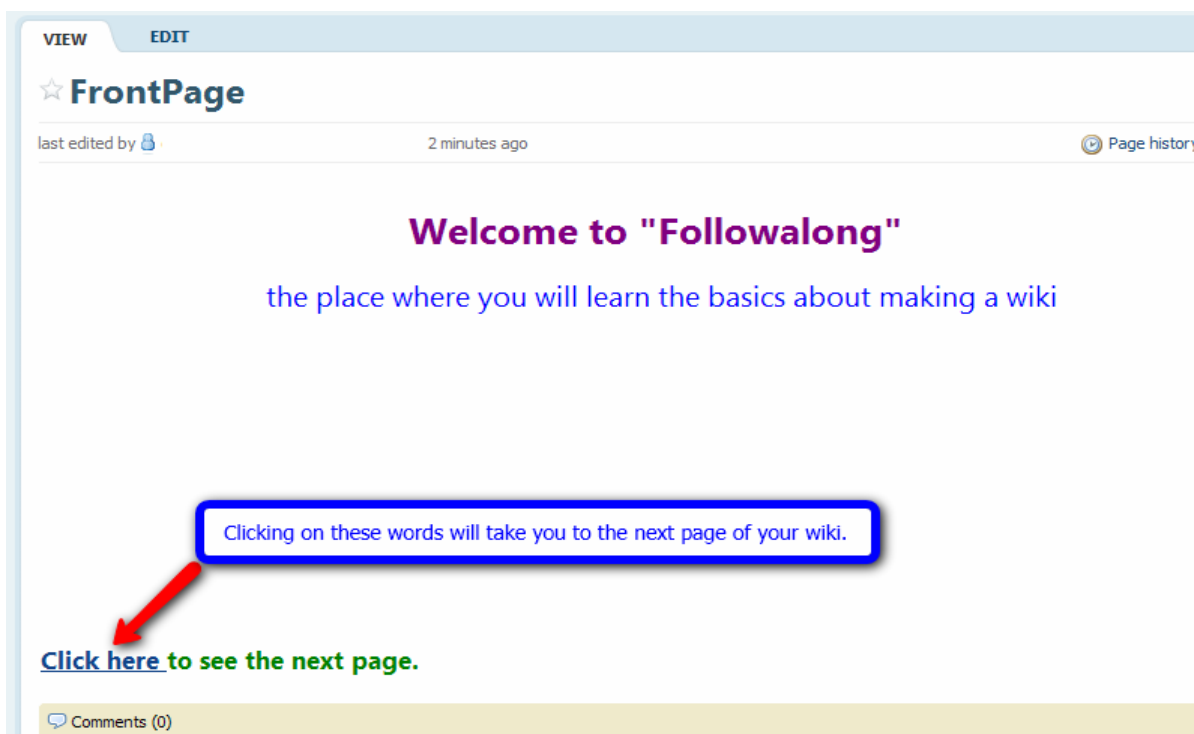 VIEW EDIT
FrontPage
last edited by 2 minutes ago Page history
Welcome to "Followalong"
the place where you will learn the basics about making a wiki
Clicking on these words will take you to the next page of your wiki.
Click here to see the next page.
Comments (0)